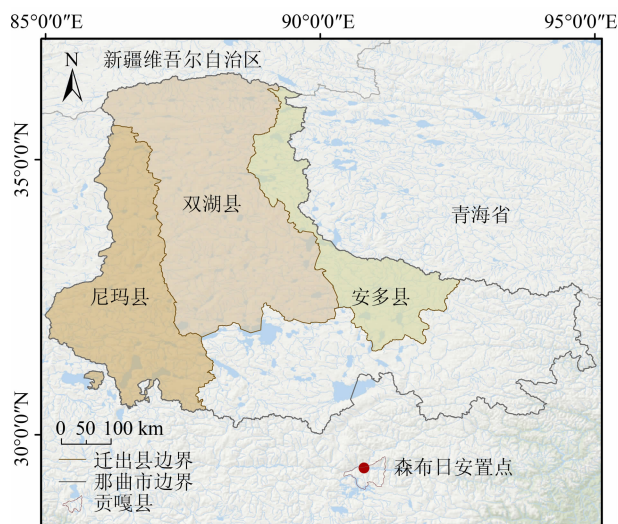 85°0′0″E 90°0′0″E 95°0′0″E
N
新疆维吾尔自治区
35°0′0″N
双湖县
青海省
尼玛县
安多县
30°0′0″N
0 50 100 km
迁出县边界
那曲市边界
贡嘎县
森布日安置点